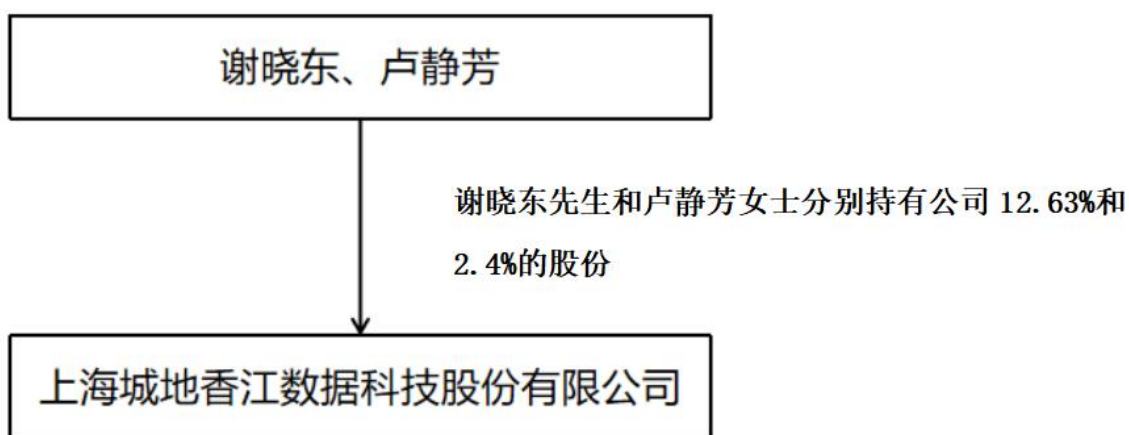 谢晓东、卢静芳
谢晓东先生和卢静芳女士分别持有公司 12.63%和
2.4%的股份
上海城地香江数据科技股份有限公司